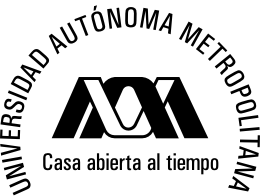 UNIVERSIDAD AUTÓNOMA METROPOLITANA
Casa abierta al tiempo